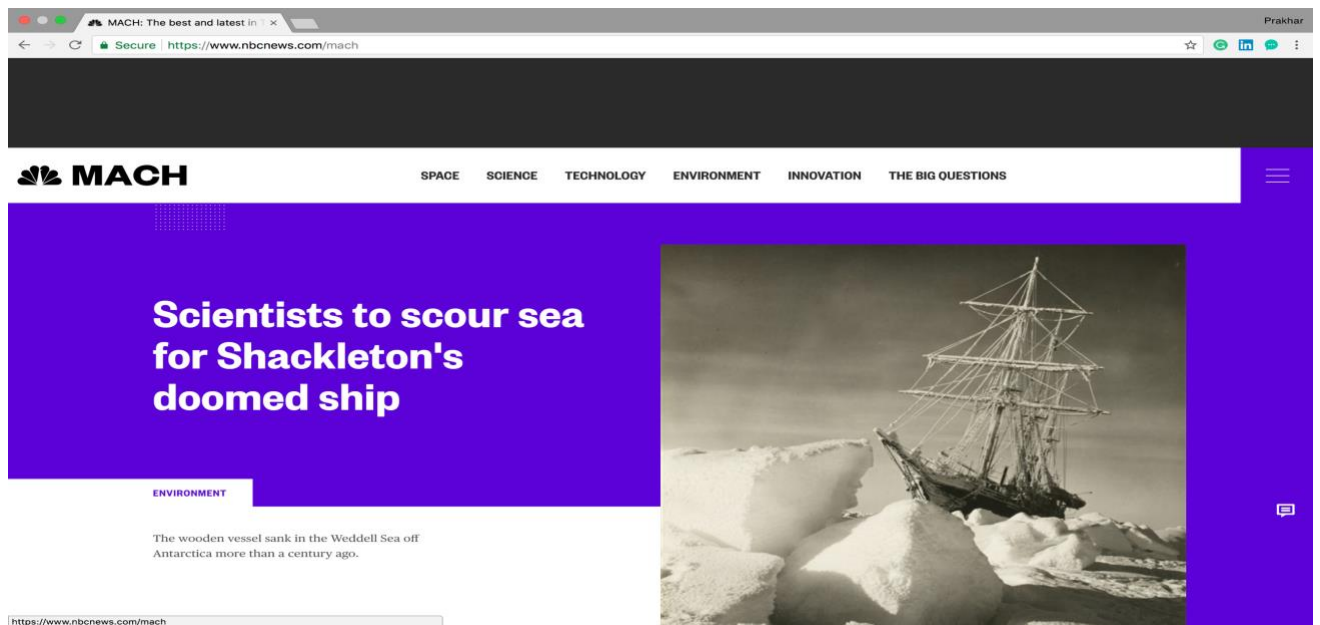 MACH: The best and latest in
Prakhar
Secure https://www.nbcnews.com/mach
in
MACH
SPACE SCIENCE TECHNOLOGY ENVIRONMENT INNOVATION THE BIG QUESTIONS
Scientists to scour sea
for Shackleton's
doomed ship
ENVIRONMENT
The wooden vessel sank in the Weddell Sea off
Antarctica more than a century ago.
https://www.nbcnews.com/mach